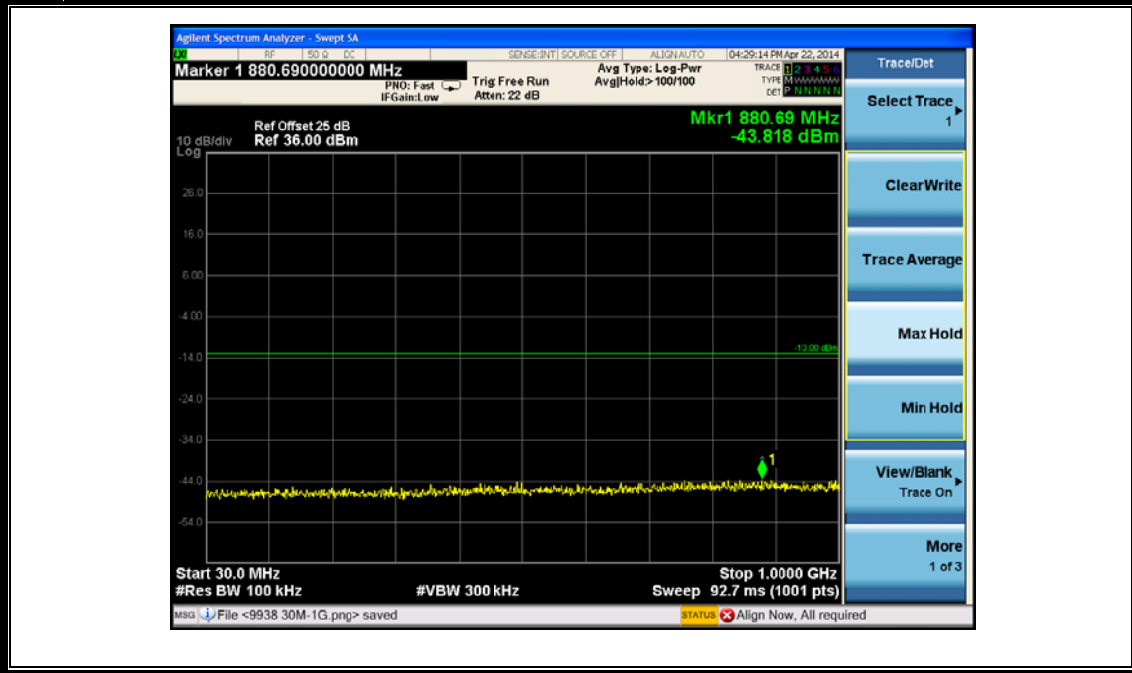 Agilent Spectrum Analyzer - Swept SA
RF 50 Ω DC SENSE:INT SOURCE OFF ALIGN AUTO 04:29:14 PM Apr 22, 2014
Marker 1 880.690000000 MHz
PNO: Fast
IFGain:Low
Trig Free Run
Atten: 22 dB
Avg Type: Log-Pwr
Avg|Hold:>100/100
TRACE 1 2 3 4 5 6
TYPE M WWWWW
DET P N N N N N
Mkr1 880.69 MHz
-43.818 dBm
Ref Offset 25 dB
10 dB/div Ref 36.00 dBm
Log
26.0
16.0
6.00
-4.00
-13.00 dBm
-14.0
-24.0
-34.0
1
-44.0
-54.0
Start 30.0 MHz Stop 1.0000 GHz
#Res BW 100 kHz #VBW 300 kHz Sweep 92.7 ms (1001 pts)
MSG File <9938 30M-1G.png> saved STATUS Align Now, All required
Trace/Det
Select Trace
1
Clear Write
Trace Average
Max Hold
Min Hold
View/Blank
Trace On
More
1 of 3